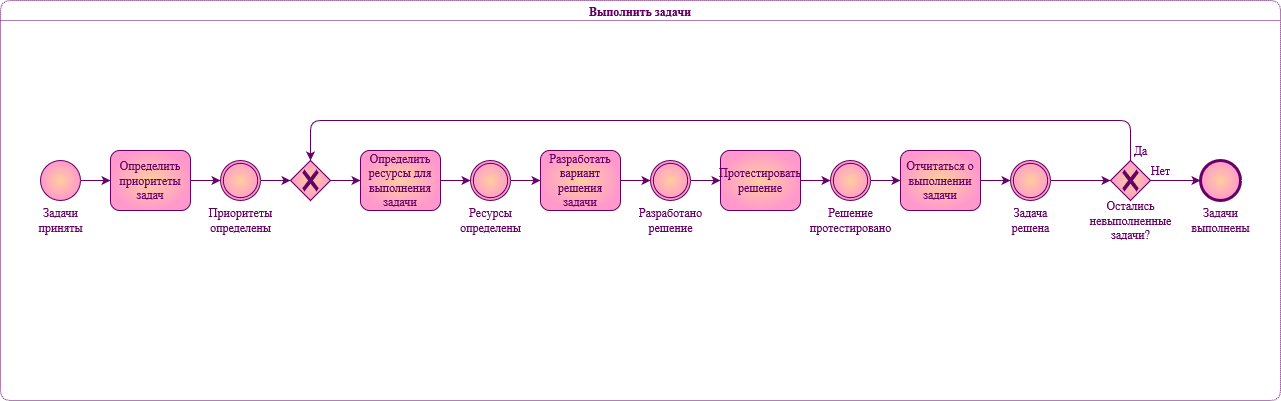 Выполнить задачи
Да
Определить
приоритеты
задач
Определить
ресурсы для
выполнения
задачи
Разработать
вариант
решения
задачи
Протестировать
решение
Отчитаться о
выполнении
задачи
Нет
Задачи
приняты
Приоритеты
определены
Ресурсы
определены
Разработано
решение
Решение
протестировано
Задача
решена
Остались
невыполненные
задачи?
Задачи
выполнены